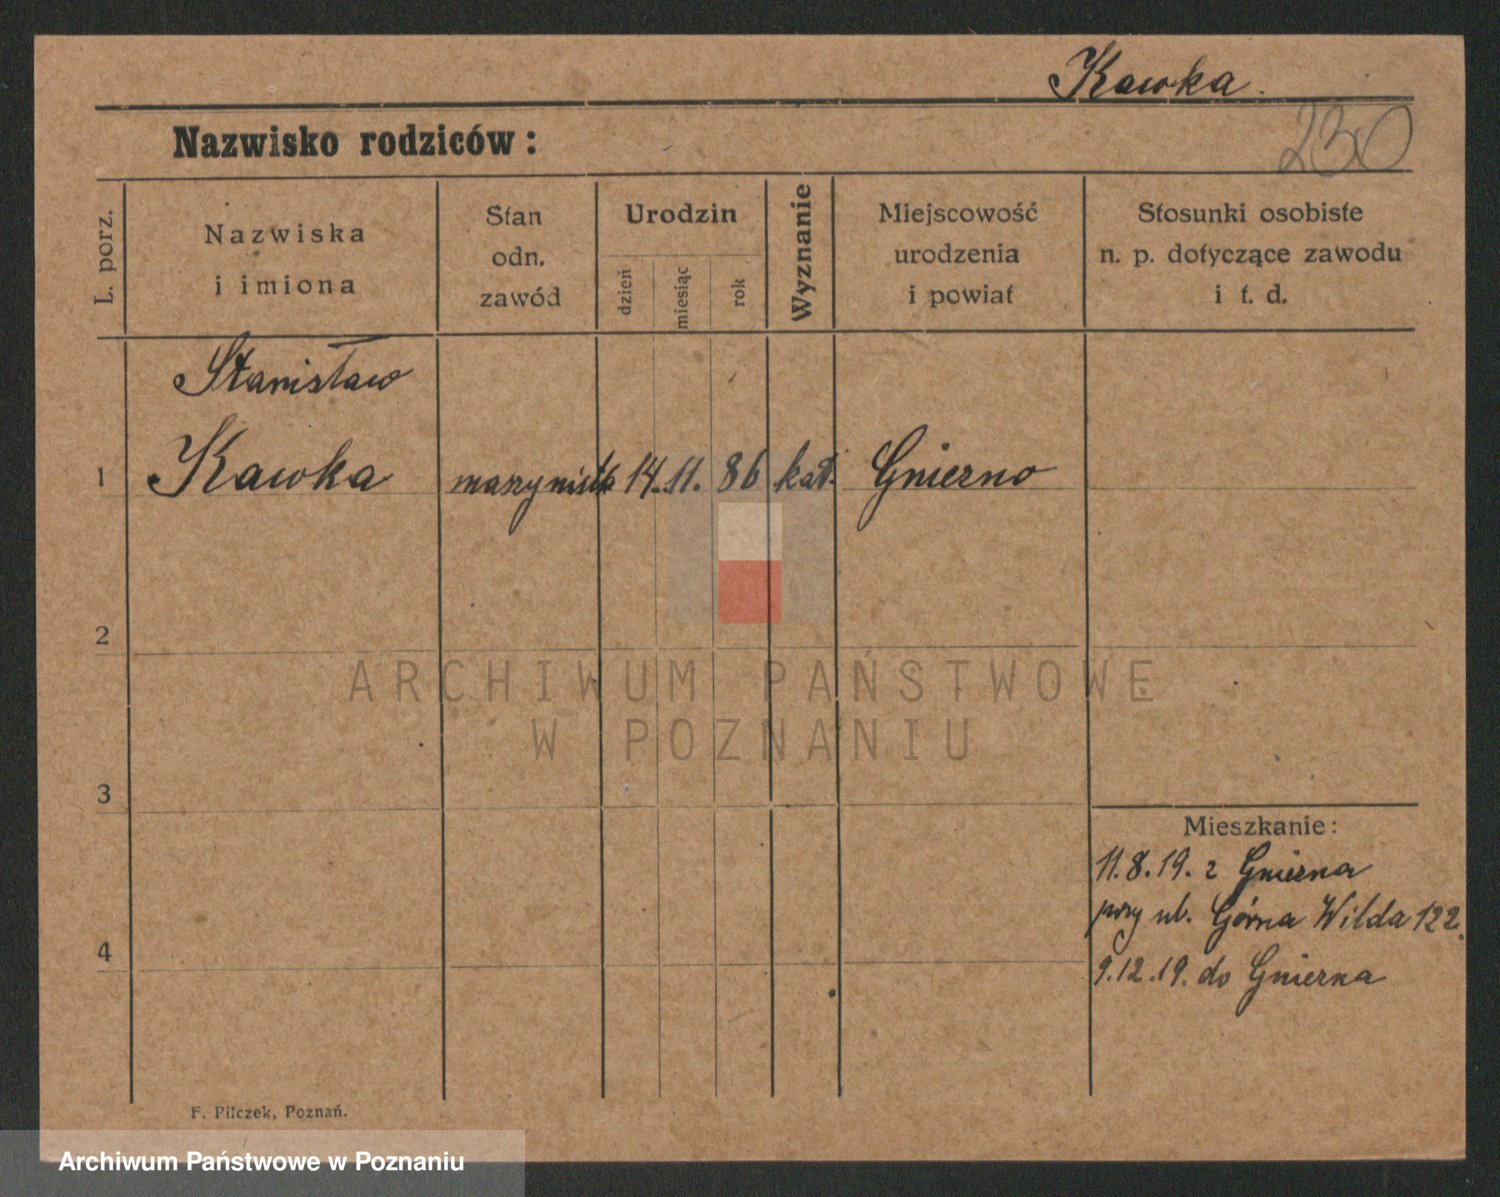 Kawka.
Nazwisko rodziców:
230
L. porz.
Nazwiska
i imiona
Stan
odn.
zawód
Urodzin
dzień
miesiąc
rok
Wyznanie
Miejscowość
urodzenia
i powiat
Stosunki osobiste
n. p. dotyczące zawodu
i t. d.
Stanisław
1 Kawka maszynista 14. 11. 86 kat. Gniezno
2
ARCHIWUM PAŃSTWOWE
W POZNANIU
3
Mieszkanie:
11.8.19. z Gniezna
przy ul. Górna Wilda 122.
4
9.12.19. do Gniezna
F. Pilczek, Poznań.
Archiwum Państwowe w Poznaniu